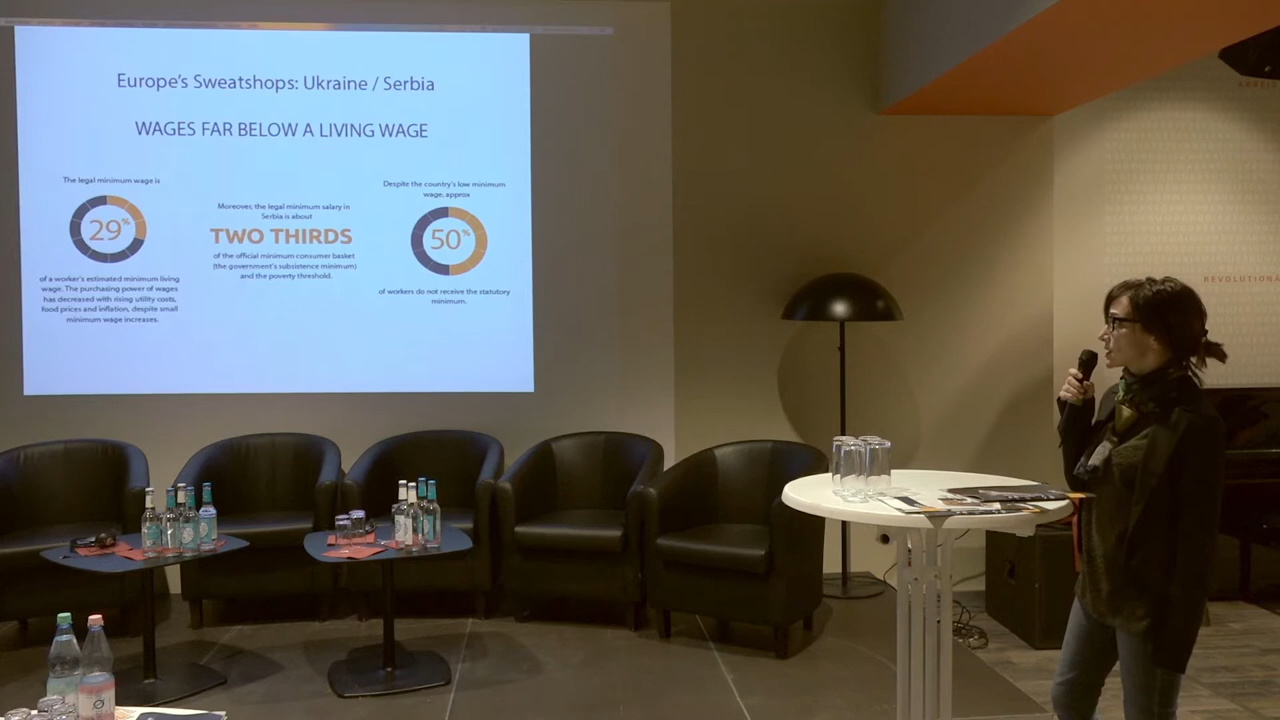 Europe's Sweatshops: Ukraine / Serbia
WAGES FAR BELOW A LIVING WAGE
The legal minimum wage is
29%
of a worker's estimated minimum living
wage. The purchasing power of wages
has decreased with rising utility costs,
food prices and inflation, despite small
minimum wage increases.
Moreover, the legal minimum salary in
Serbia is about
TWO THIRDS
of the official minimum consumer basket
(the government's subsistence minimum)
and the poverty threshold.
Despite the country's low minimum
wage, approx
50%
of workers do not receive the statutory
minimum.